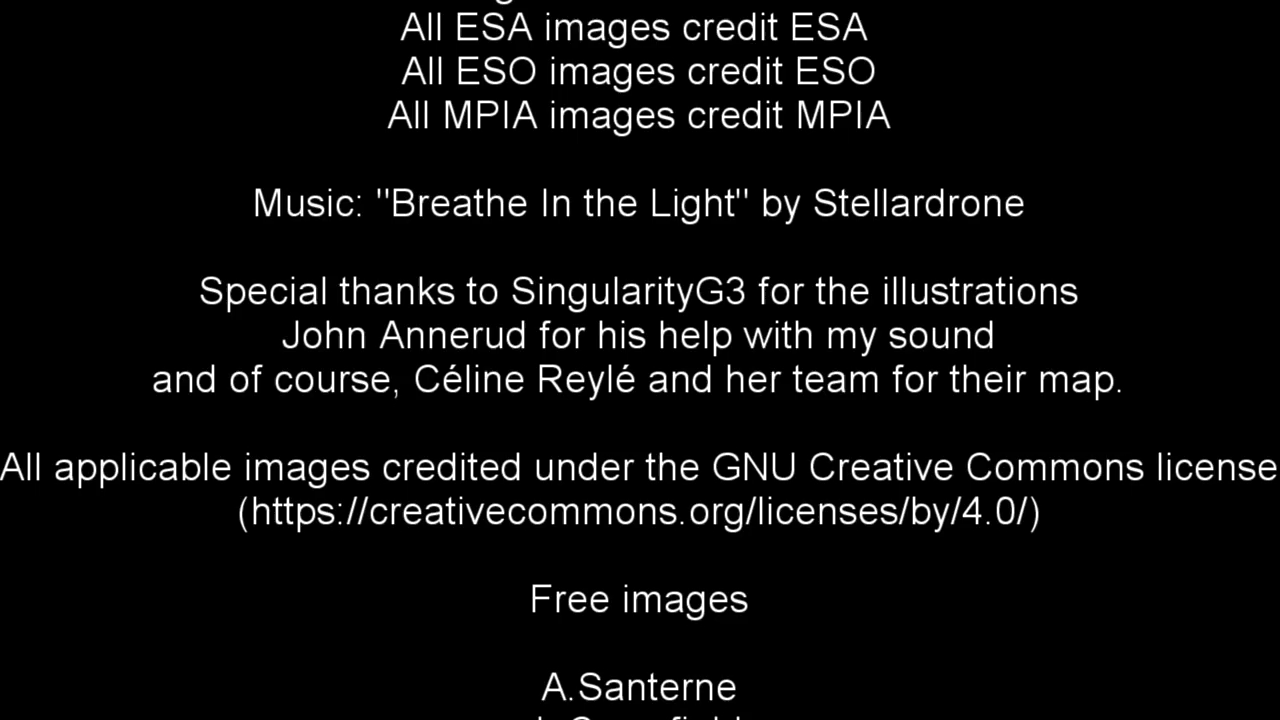 All ESA images credit ESA
All ESO images credit ESO
All MPIA images credit MPIA
Music: "Breathe In the Light" by Stellardrone
Special thanks to SingularityG3 for the illustrations
John Annerud for his help with my sound
and of course, Céline Reylé and her team for their map.
All applicable images credited under the GNU Creative Commons license
(https://creativecommons.org/licenses/by/4.0/)
Free images
A.Santerne